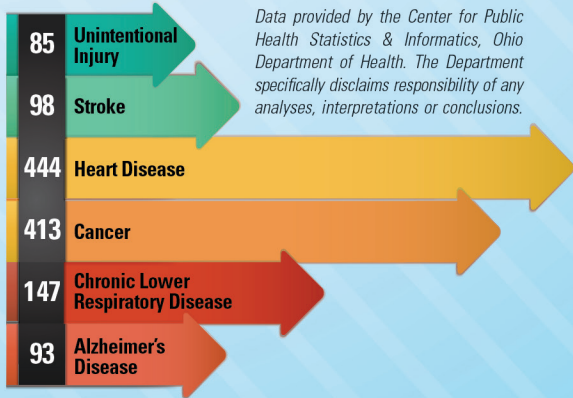 Data provided by the Center for Public
Health Statistics & Informatics, Ohio
Department of Health. The Department
specifically disclaims responsibility of any
analyses, interpretations or conclusions.
85 Unintentional
Injury
98 Stroke
444 Heart Disease
413 Cancer
147 Chronic Lower
Respiratory Disease
93 Alzheimer's
Disease